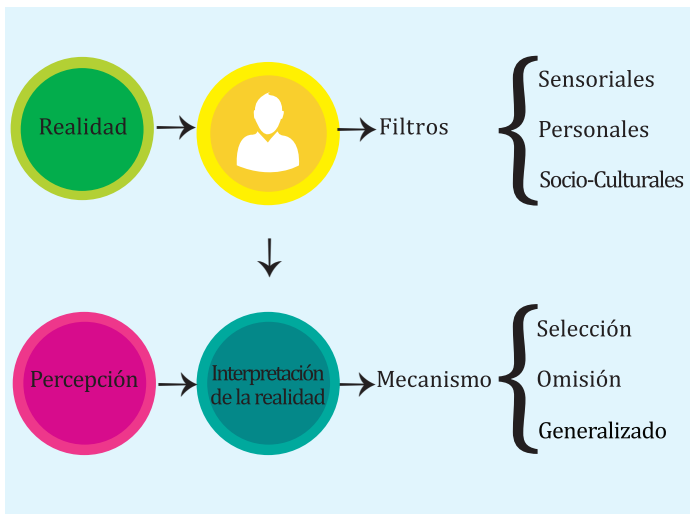 Realidad
Filtros
Sensoriales
Personales
Socio-Culturales
Percepción
Interpretación
de la realidad
Mecanismo
Selección
Omisión
Generalizado